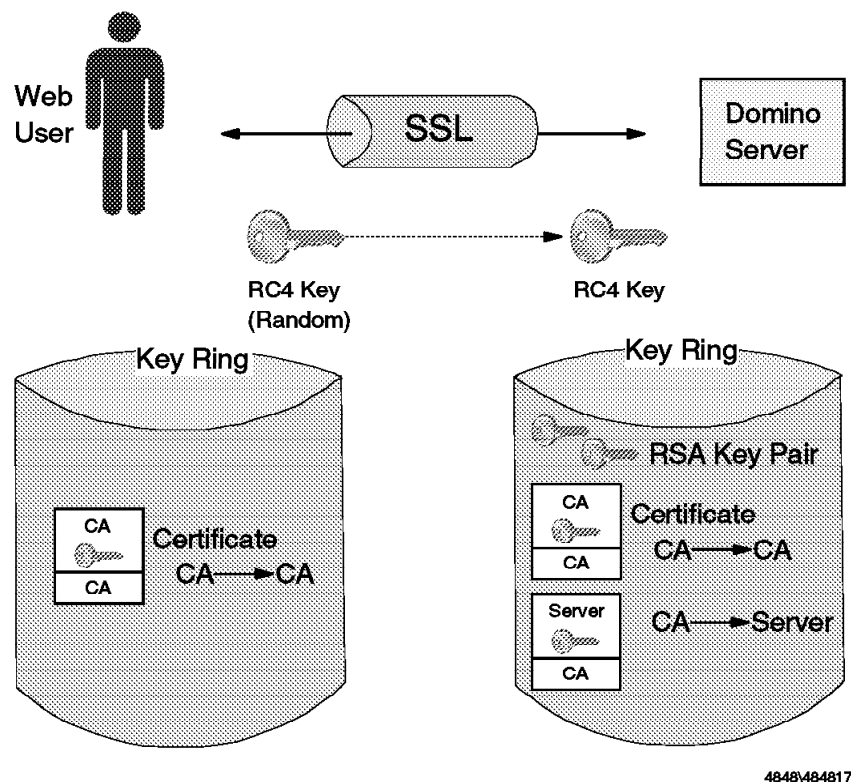 Web
User
SSL
Domino
Server
RC4 Key
(Random)
RC4 Key
Key Ring
CA
CA
Certificate
CA→CA
Key Ring
RSA Key Pair
CA
CA
Certificate
CA→CA
Server
CA
CA→Server
4848\484817